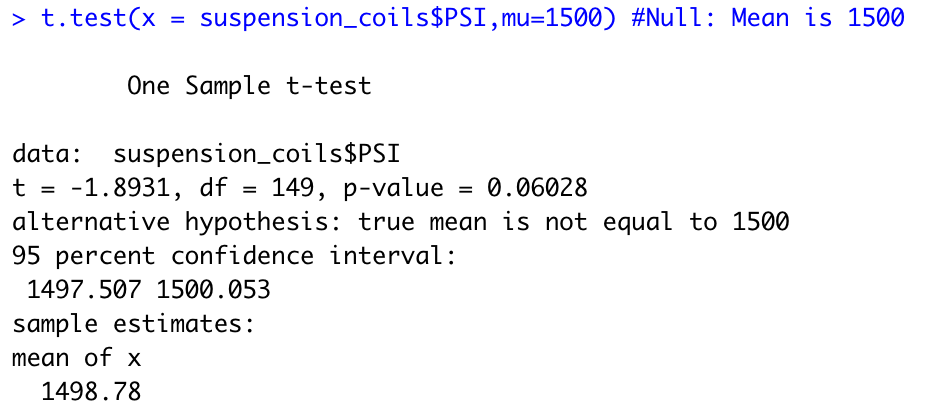 > t.test(x = suspension_coils$PSI,mu=1500) #Null: Mean is 1500
One Sample t-test
data:  suspension_coils$PSI
t = -1.8931, df = 149, p-value = 0.06028
alternative hypothesis: true mean is not equal to 1500
95 percent confidence interval:
1497.507 1500.053
sample estimates:
mean of x
1498.78